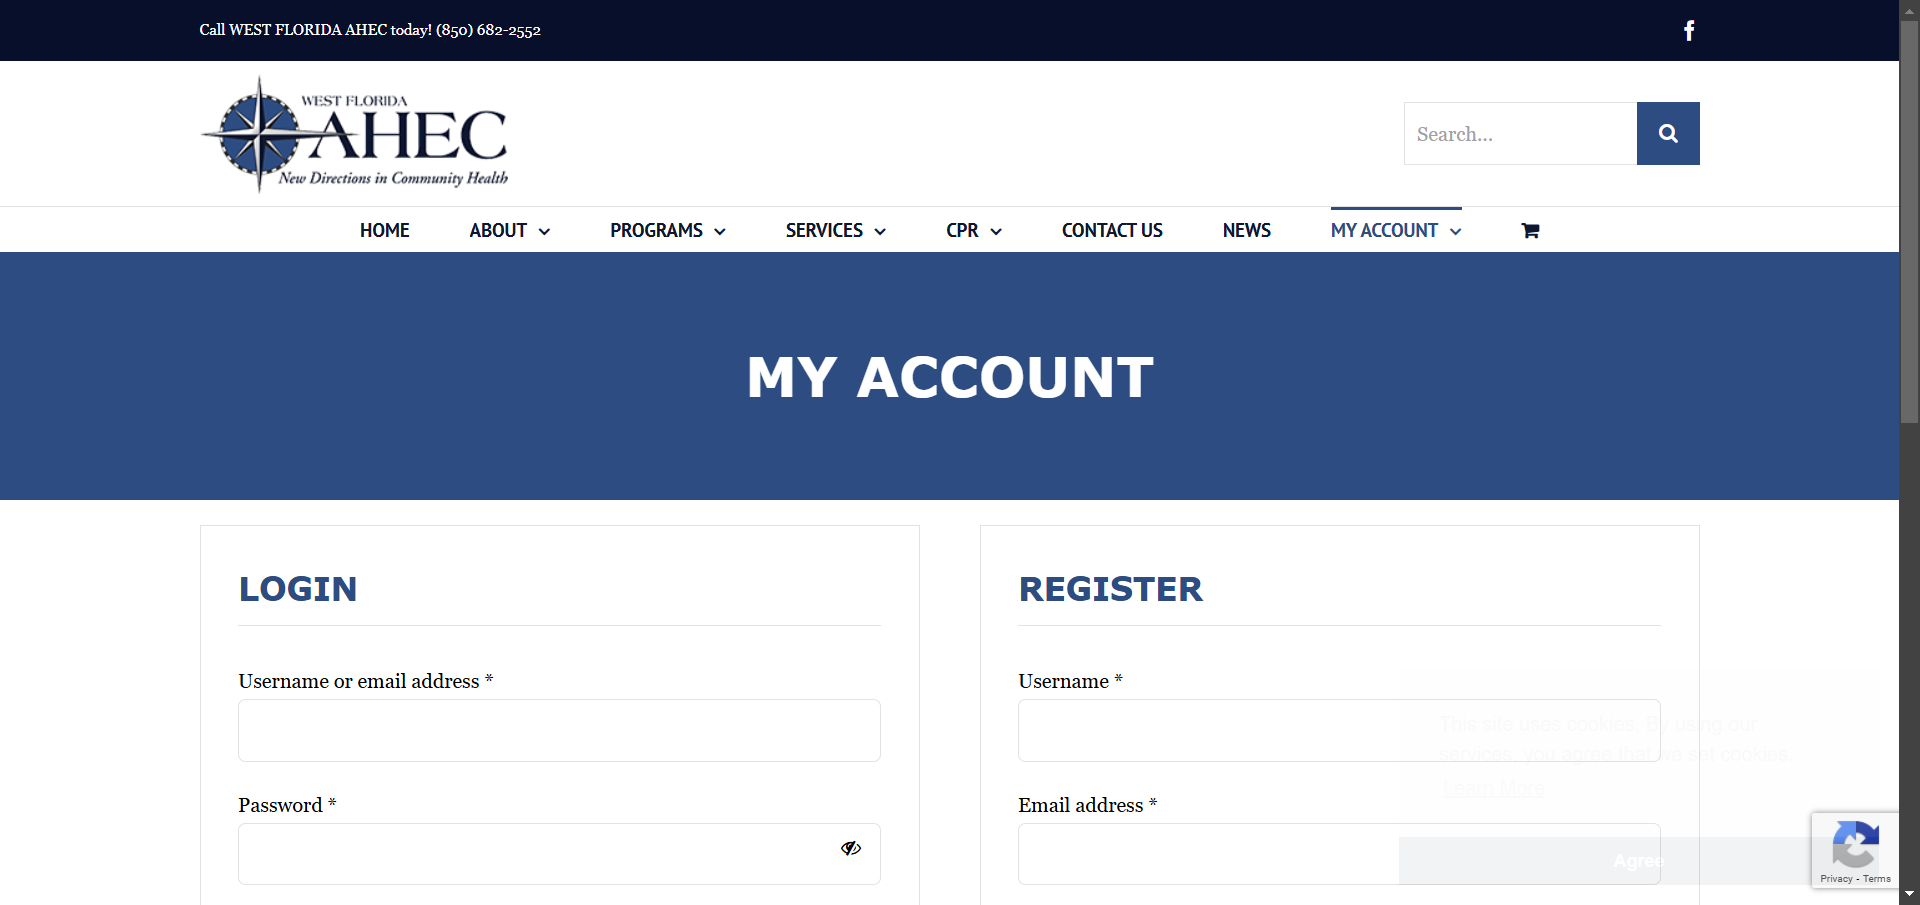 Call WEST FLORIDA AHEC today! (850) 682-2552
WEST FLORIDA
AHEC
New Directions in Community Health
Search...
HOME ABOUT PROGRAMS SERVICES CPR CONTACT US NEWS MY ACCOUNT
MY ACCOUNT
LOGIN
Username or email address *
Password *
REGISTER
Username *
Email address *
This site uses cookies. By using our
services, you agree that we set cookies.
Learn More
Agree
Privacy - Terms